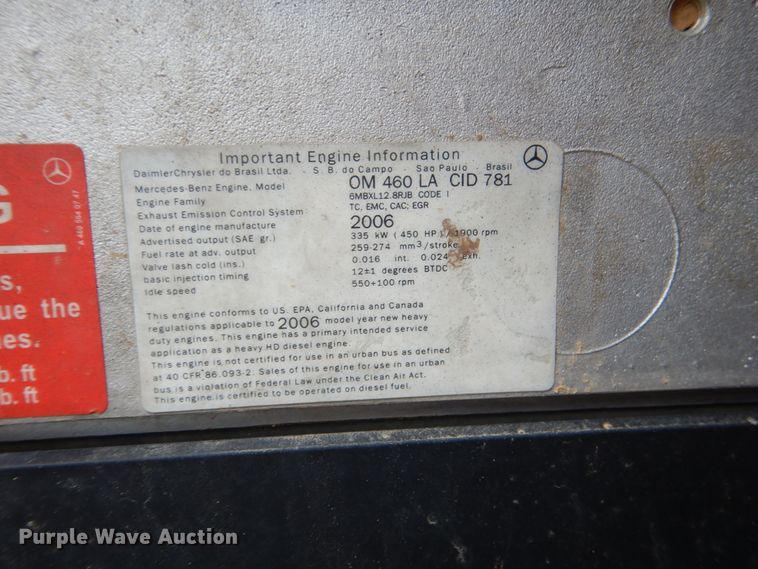 Important Engine Information
DaimlerChrysler do Brasil Ltda. - S. B. do Campo - Sao Paulo - Brasil
Mercedes-Benz Engine, Model OM 460 LA CID 781
Engine Family 6MBXL12.8RJB CODE I
Exhaust Emission Control System TC, EMC, CAC, EGR
Date of engine manufacture 2006
Advertised output (SAE gr.) 335 kW (450 HP)/1900 rpm
Fuel rate at adv. output 259-274 mm3/stroke
Valve lash cold (ins.) 0.016 int. 0.024 exh.
basic injection timing 12±1 degrees BTDC
Idle speed 550+100 rpm
This engine conforms to US. EPA, California and Canada
regulations applicable to 2006 model year new heavy
duty engines. This engine has a primary intended service
application as a heavy HD diesel engine.
This engine is not certified for use in an urban bus as defined
at 40 CFR 86.093-2. Sales of this engine for use in an urban
bus is a violation of Federal Law under the Clean Air Act.
This engine is certified to be operated on diesel fuel.
G
s,
ue the
es.
b. ft
b. ft
Purple Wave Auction